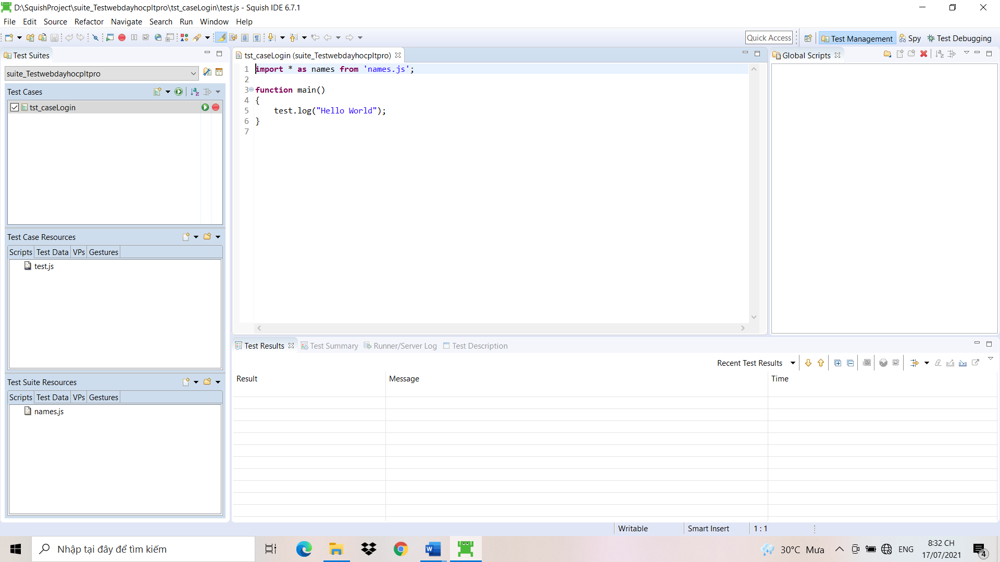 D:\SquishProject\suite_Testwebdayhocpltpro\tst_caseLogin\test.js - Squish IDE 6.7.1
File Edit Source Refactor Navigate Search Run Window Help
Quick Access Test Management Spy Test Debugging
Test Suites
suite_Testwebdayhocpltpro
Test Cases
tst_caseLogin
Test Case Resources
Scripts Test Data VPs Gestures
test.js
Test Suite Resources
Scripts Test Data VPs Gestures
names.js
tst_caseLogin (suite_Testwebdayhocpltpro)
1 import * as names from 'names.js';
2
3 function main()
4 {
5 test.log("Hello World");
6 }
7
Global Scripts
Test Results Test Summary Runner/Server Log Test Description
Recent Test Results
Result Message Time
Writable Smart Insert 1 : 1
Nhập tại đây để tìm kiếm
30°C Mưa ENG
8:32 CH
17/07/2021
4